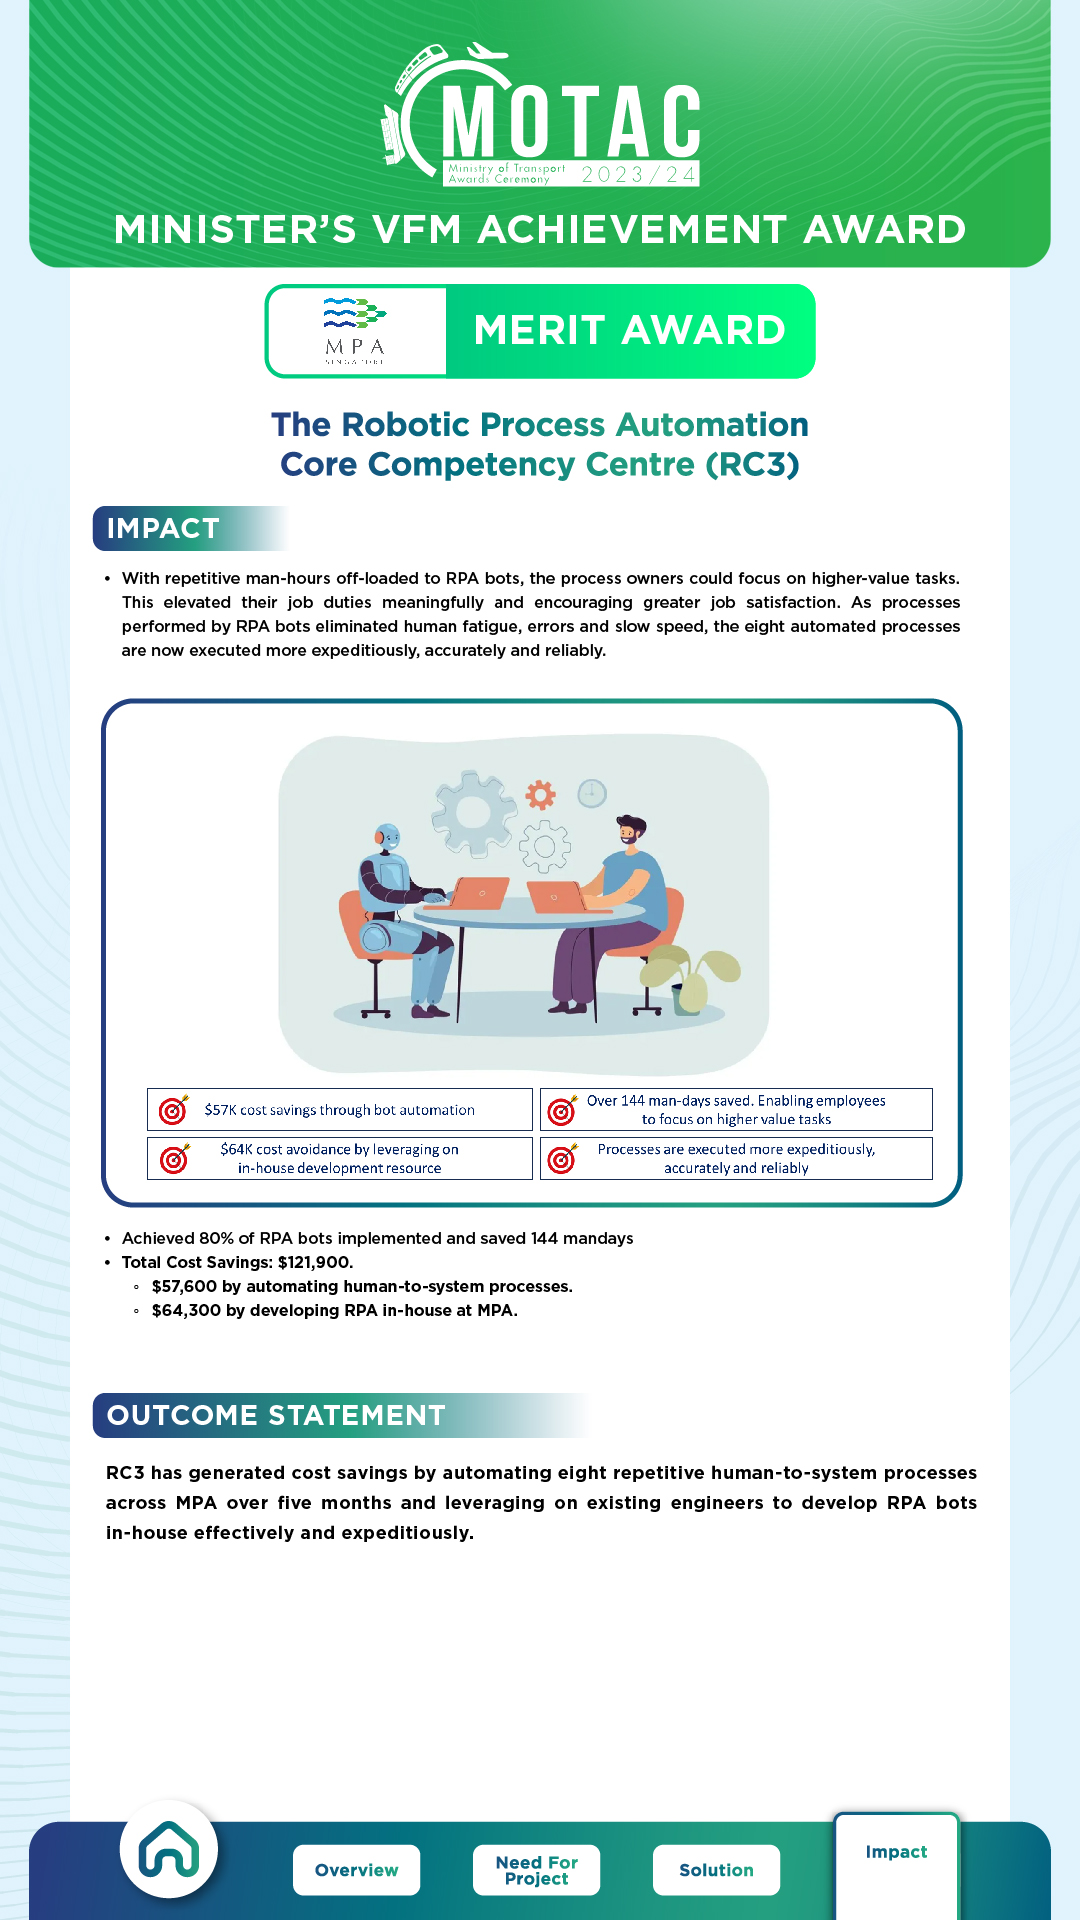 MOTAC
Ministry of Transport
Awards Ceremony 2023/24
MINISTER’S VFM ACHIEVEMENT AWARD
MPA
SINGAPORE
MERIT AWARD
The Robotic Process Automation
Core Competency Centre (RC3)
IMPACT
• With repetitive man-hours off-loaded to RPA bots, the process owners could focus on higher-value tasks.
This elevated their job duties meaningfully and encouraging greater job satisfaction. As processes
performed by RPA bots eliminated human fatigue, errors and slow speed, the eight automated processes
are now executed more expeditiously, accurately and reliably.
$57K cost savings through bot automation
Over 144 man-days saved. Enabling employees
to focus on higher value tasks
$64K cost avoidance by leveraging on
in-house development resource
Processes are executed more expeditiously,
accurately and reliably
• Achieved 80% of RPA bots implemented and saved 144 mandays
• Total Cost Savings: $121,900.
◦ $57,600 by automating human-to-system processes.
◦ $64,300 by developing RPA in-house at MPA.
OUTCOME STATEMENT
RC3 has generated cost savings by automating eight repetitive human-to-system processes
across MPA over five months and leveraging on existing engineers to develop RPA bots
in-house effectively and expeditiously.
Overview
Need For
Project
Solution
Impact